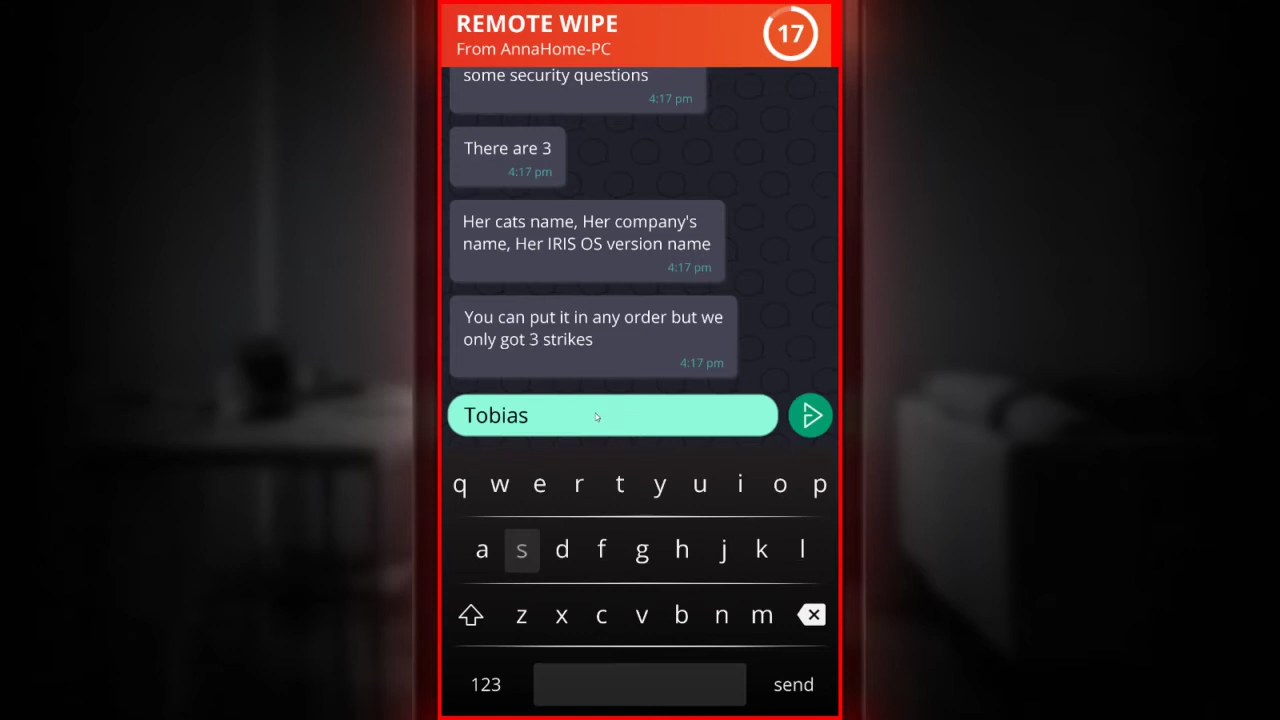 REMOTE WIPE
From AnnaHome-PC
17
some security questions
4:17 pm
There are 3
4:17 pm
Her cats name, Her company's
name, Her IRIS OS version name
4:17 pm
You can put it in any order but we
only got 3 strikes
4:17 pm
Tobias
q w e r t y u i o p
a s d f g h j k l
z x c v b n m
123 send